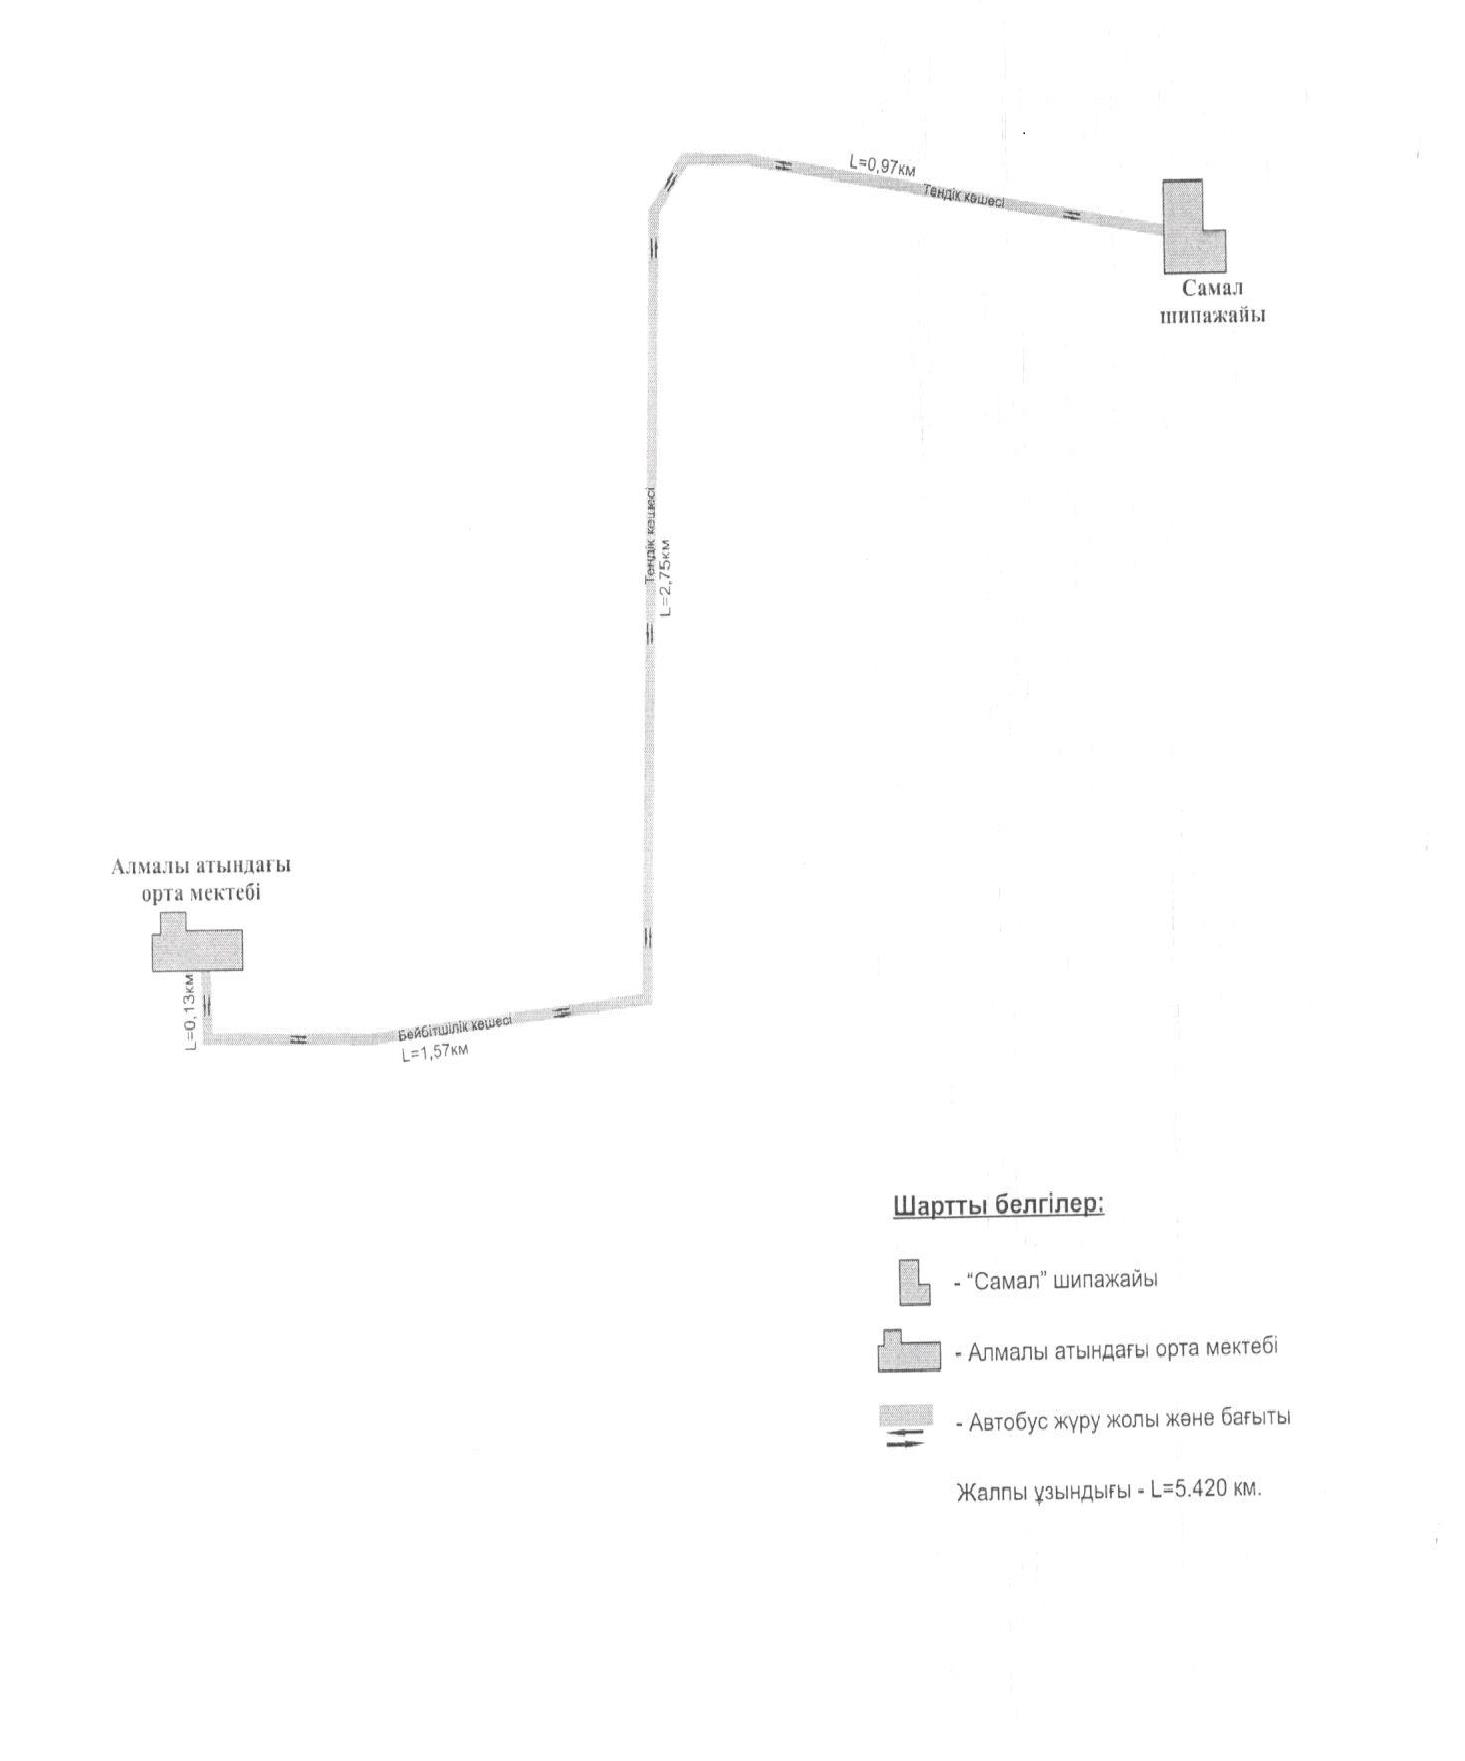 L=0,97км
Теңдік көшесі
Самал
шипажайы
Теңдік көшесі
L=2,75км
Алмалы атындағы
орта мектебі
L=0,13км
Бейбітшілік көшесі
L=1,57км
Шартты белгілер:
- “Самал” шипажайы
- Алмалы атындағы орта мектебі
- Автобус жүру жолы және бағыты
Жалпы ұзындығы - L=5.420 км.